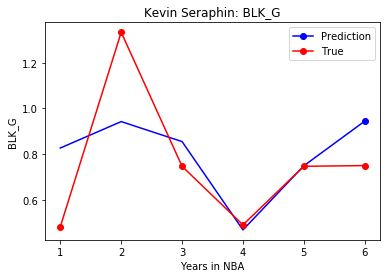 Kevin Seraphin: BLK_G
Prediction
True
BLK_G
1.2
1.0
0.8
0.6
1 2 3 4 5 6
Years in NBA